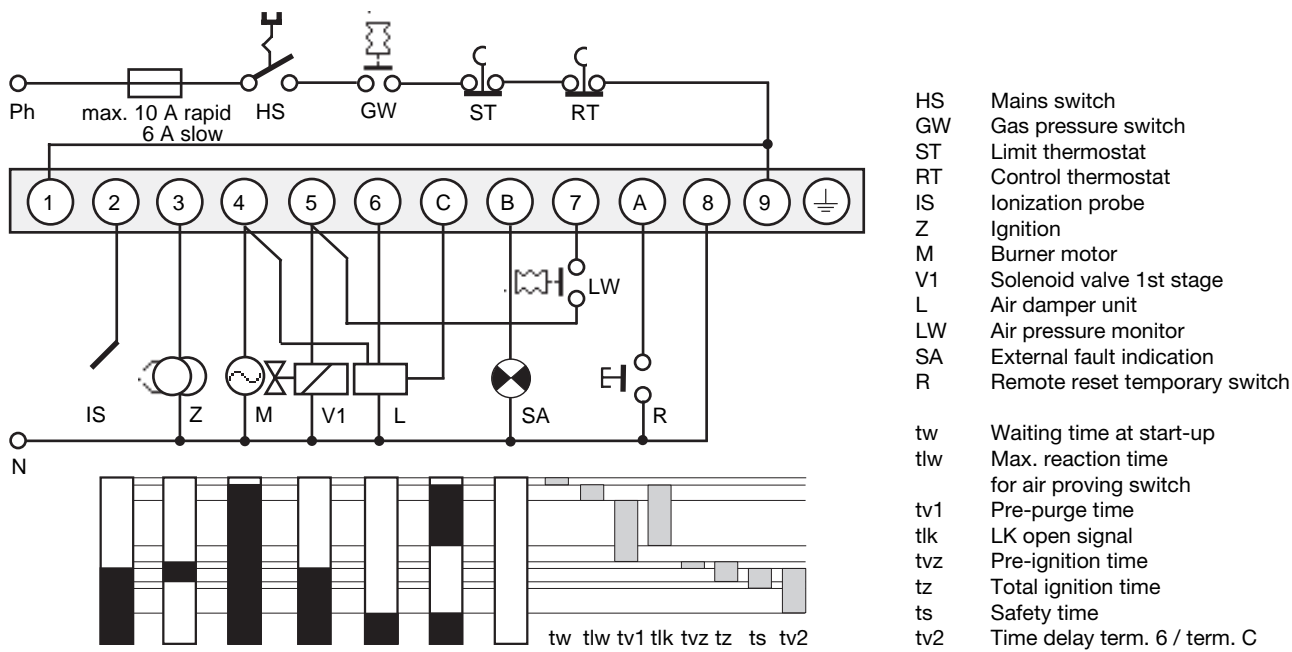 Ph
max. 10 A rapid
6 A slow
HS
GW
ST
RT
1 2 3 4 5 6 C B 7 A 8 9
LW
IS Z M V1 L SA R
N
tw tlw tv1 tlk tvz tz ts tv2
HS Mains switch
GW Gas pressure switch
ST Limit thermostat
RT Control thermostat
IS Ionization probe
Z Ignition
M Burner motor
V1 Solenoid valve 1st stage
L Air damper unit
LW Air pressure monitor
SA External fault indication
R Remote reset temporary switch
tw Waiting time at start-up
tlw Max. reaction time
for air proving switch
tv1 Pre-purge time
tlk LK open signal
tvz Pre-ignition time
tz Total ignition time
ts Safety time
tv2 Time delay term. 6 / term. C